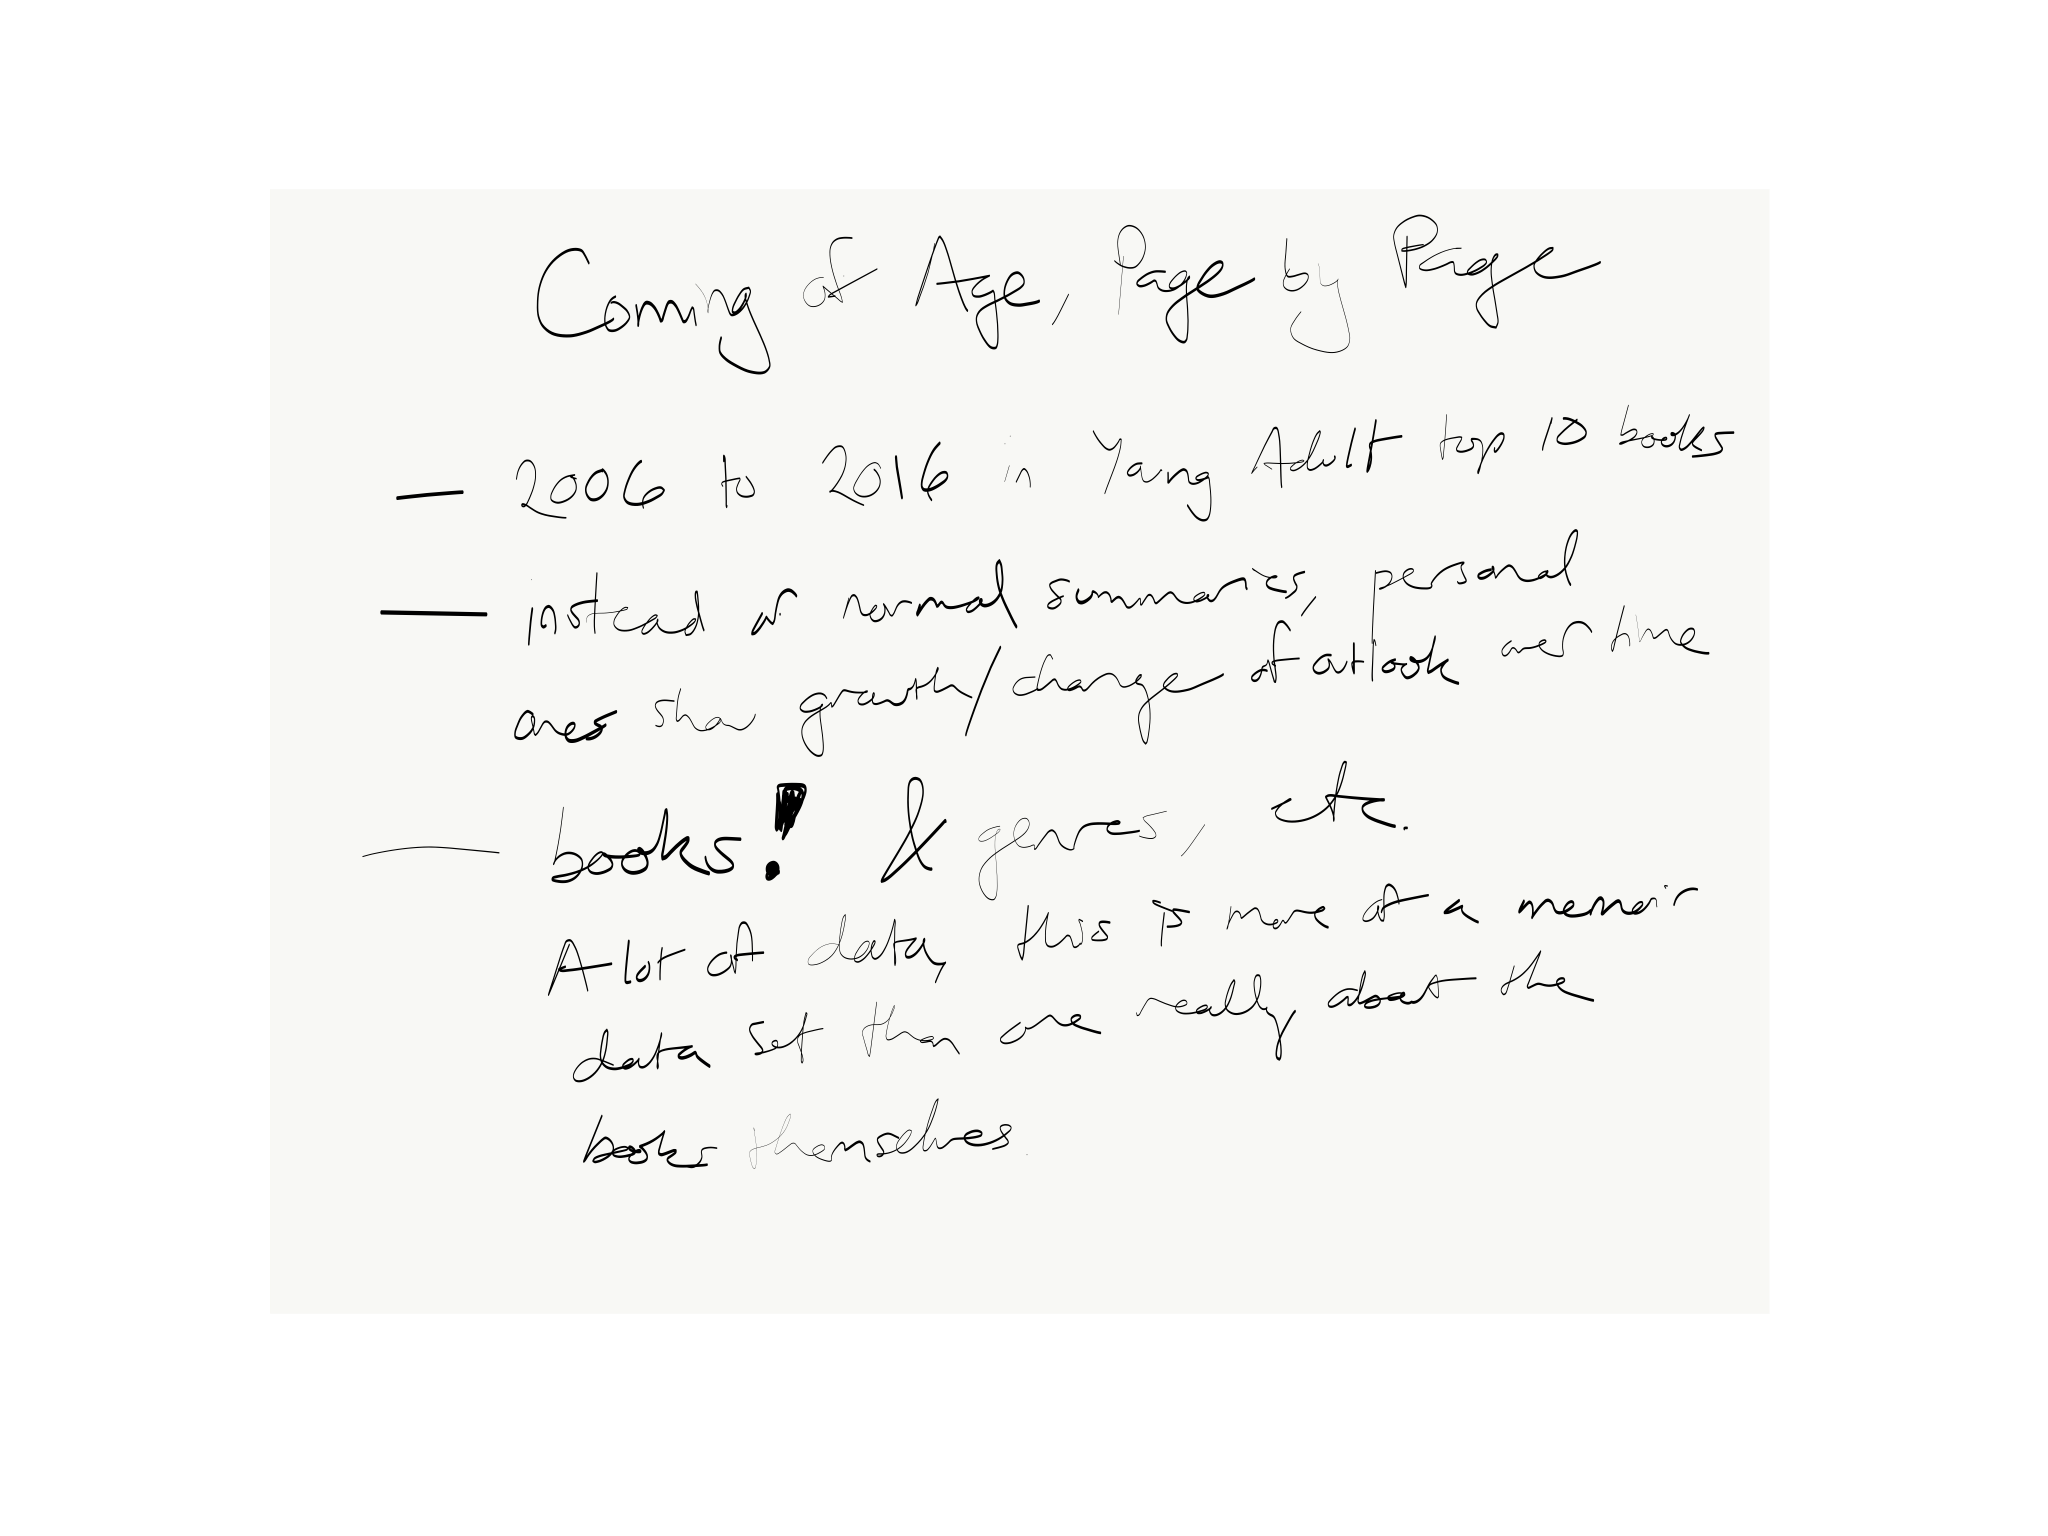 Coming of Age, Page by Page
— 2006 to 2016 in Young Adult top 10 books
— instead of normal summaries, personal
ones show growth/change of outlook over time
— books! & genres, etc.
A lot of data, this is more of a memoir
data set than one really about the
books themselves.